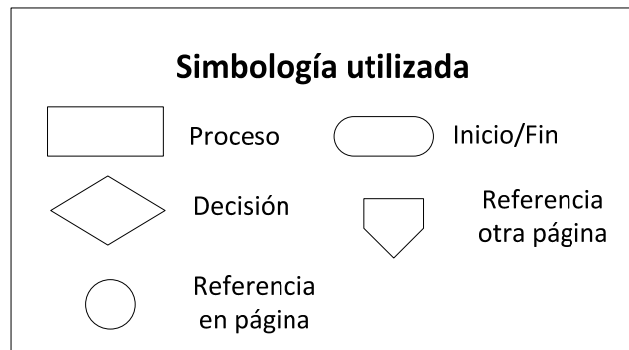 Simbología utilizada
Proceso
Inicio/Fin
Decisión
Referencia
otra página
Referencia
en página